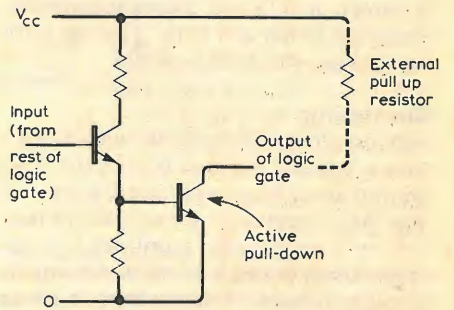 Vcc
External
pull up
resistor
Input
(from
rest of
logic
gate)
Output
of logic
gate
Active
pull-down
0